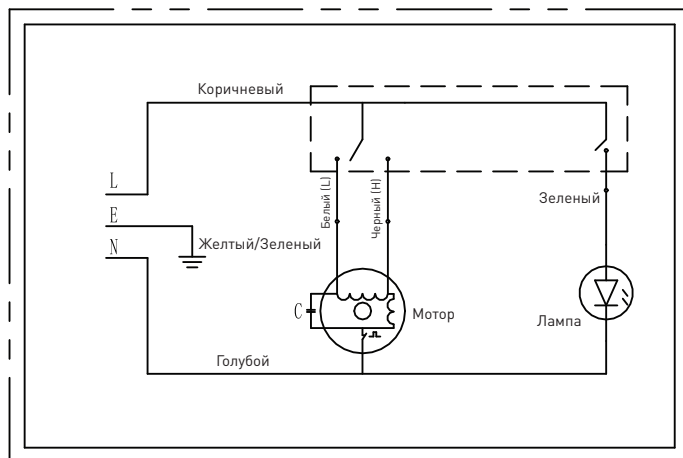 Коричневый
L
Белый (L)
Черный (H)
E
Зеленый
Желтый/Зеленый
N
C
Мотор
Лампа
Голубой